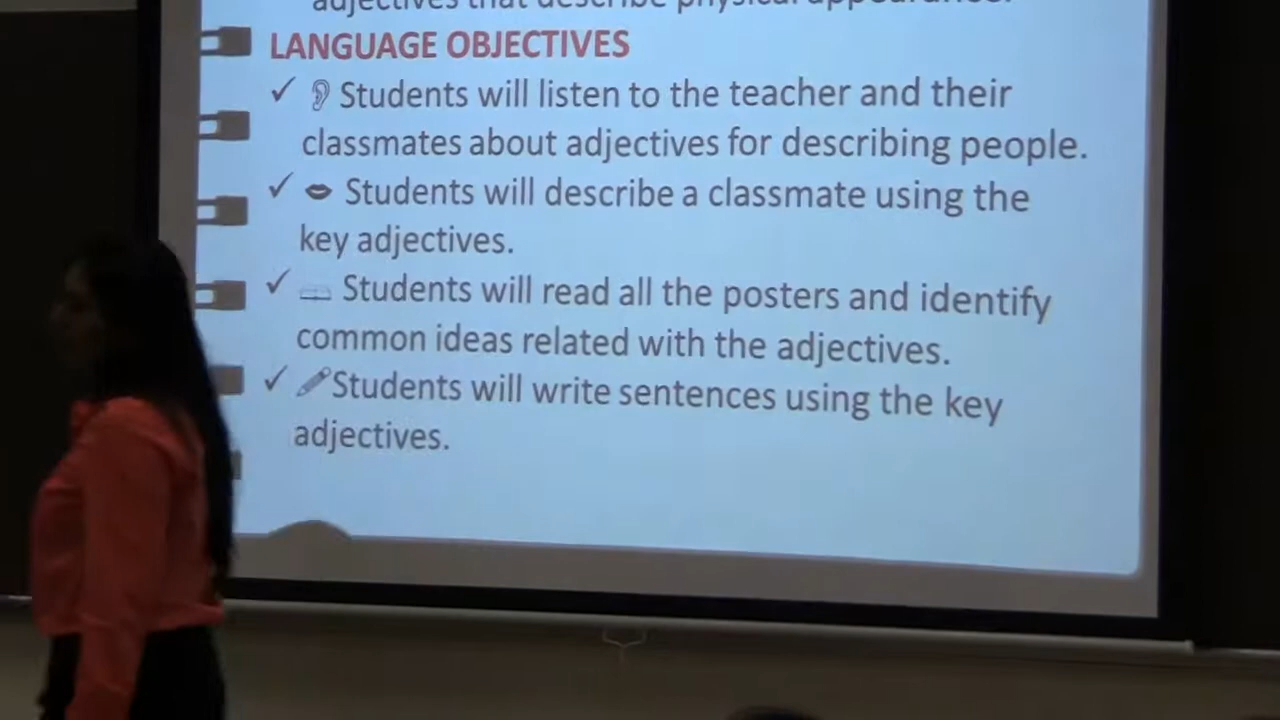 adjectives that describe physical appearance.
LANGUAGE OBJECTIVES
✓ 👂 Students will listen to the teacher and their
classmates about adjectives for describing people.
✓ 👄 Students will describe a classmate using the
key adjectives.
✓ 📖 Students will read all the posters and identify
common ideas related with the adjectives.
✓ ✏ Students will write sentences using the key
adjectives.